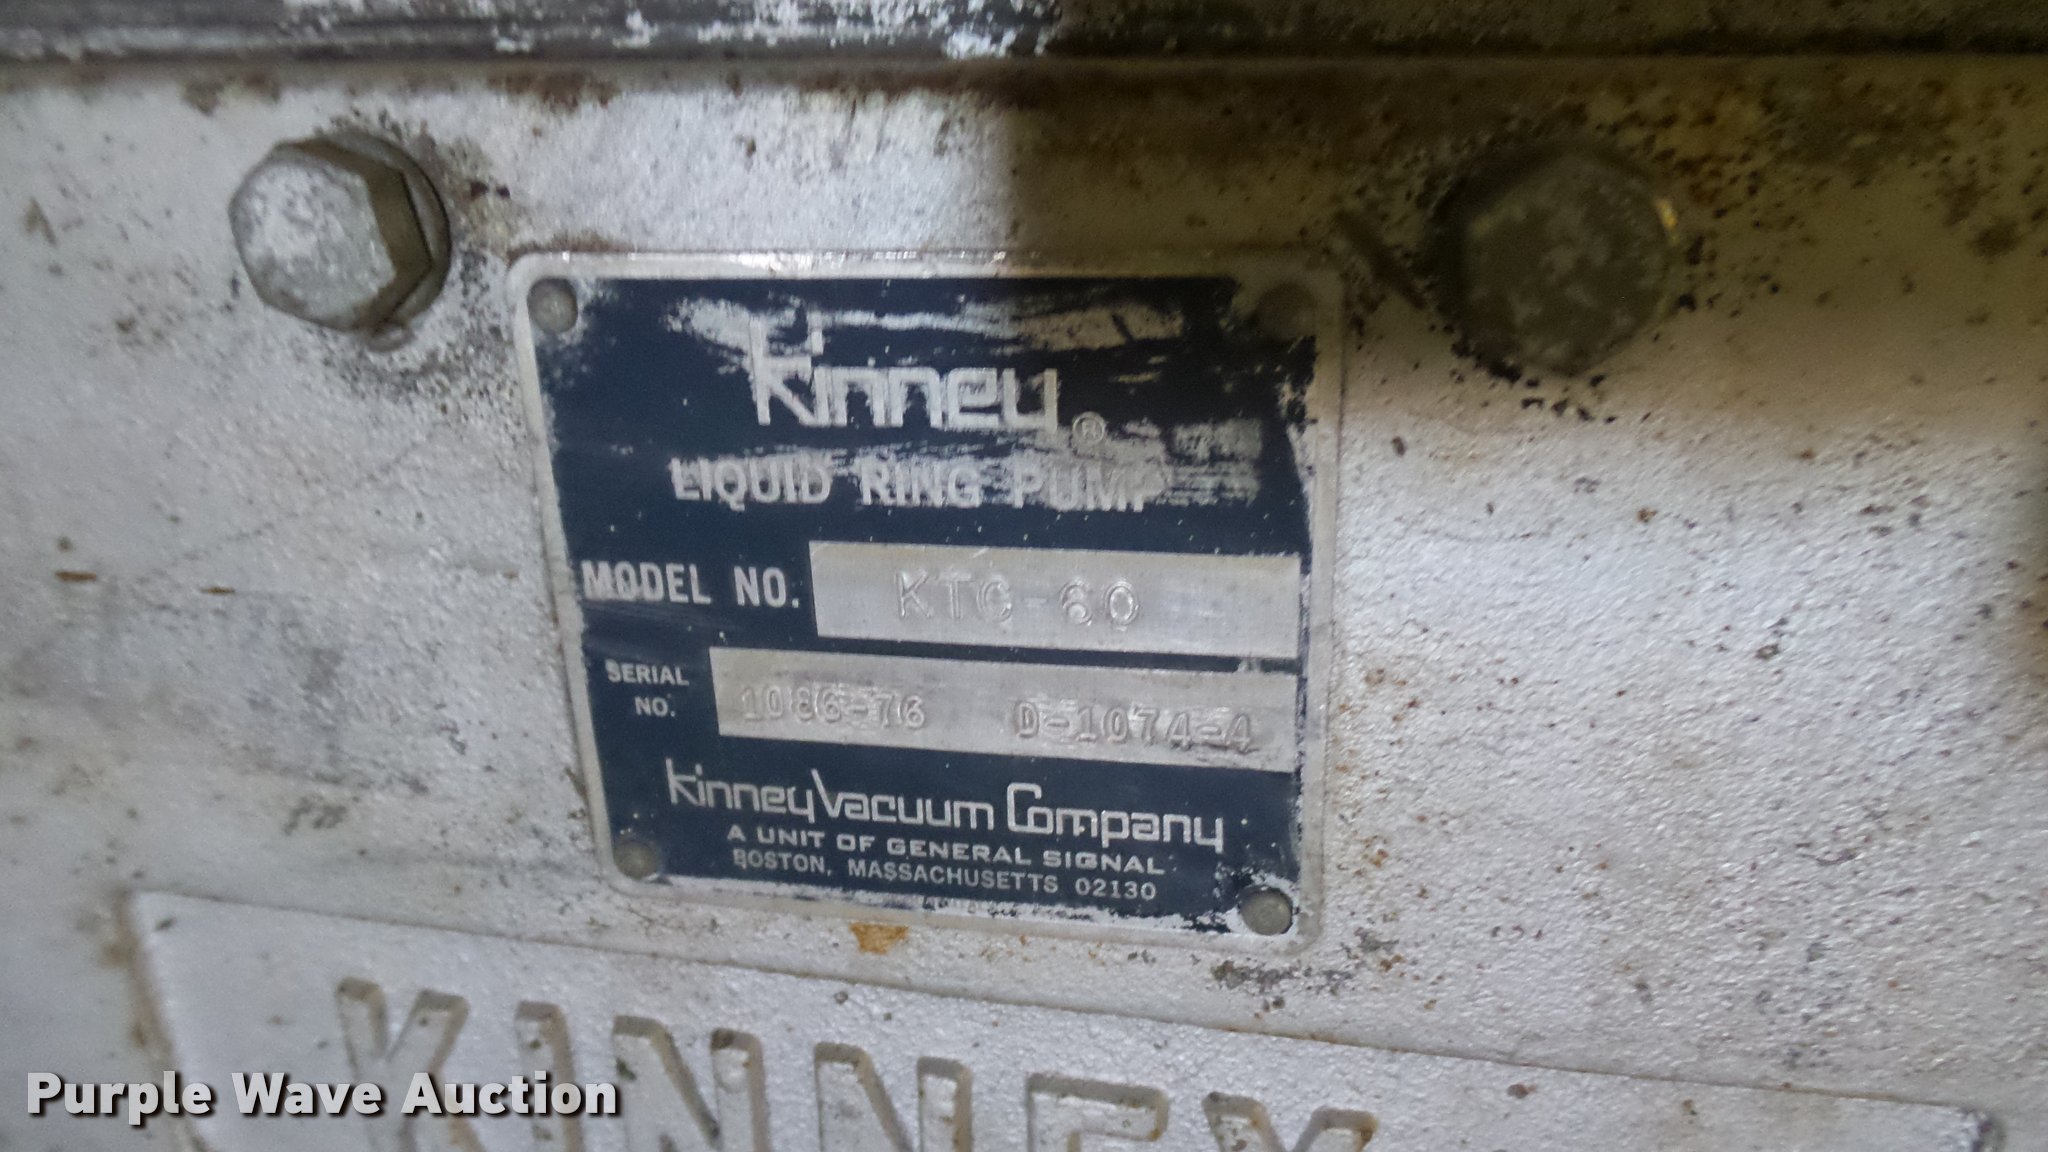 Kinney ®
LIQUID RING PUMP
MODEL NO. KTC-60
SERIAL NO. 1086-76 D-1074-4
Kinney Vacuum Company
A UNIT OF GENERAL SIGNAL
BOSTON, MASSACHUSETTS 02130
KINNEY
Purple Wave Auction